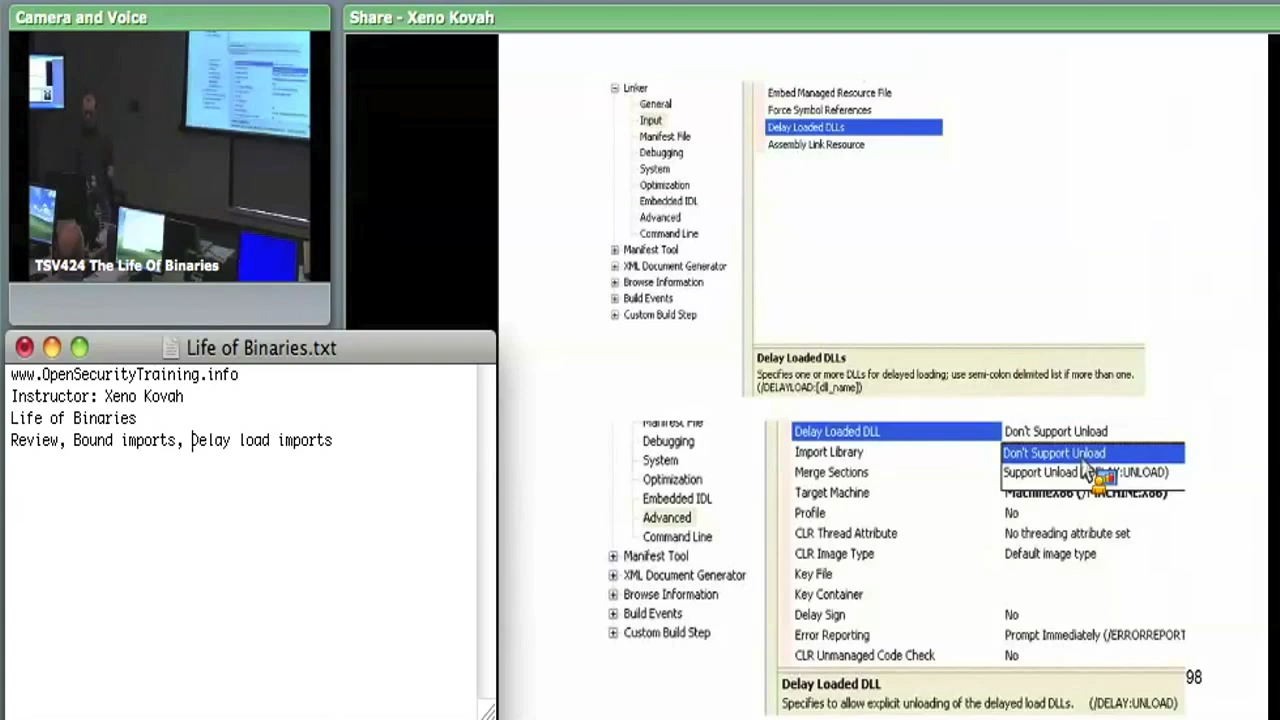 Camera and Voice
TSV424 The Life Of Binaries
Life of Binaries.txt
www.OpenSecurityTraining.info
Instructor: Xeno Kovah
Life of Binaries
Review, Bound imports, Delay load imports
Share - Xeno Kovah
Linker
General
Input
Manifest File
Debugging
System
Optimization
Embedded IDL
Advanced
Command Line
Manifest Tool
XML Document Generator
Browse Information
Build Events
Custom Build Step
Embed Managed Resource File
Force Symbol References
Delay Loaded DLLs
Assembly Link Resource
Delay Loaded DLLs
Specifies one or more DLLs for delayed loading; use semi-colon delimited list if more than one.
(/DELAYLOAD:[dll_name])
Manifest File
Debugging
System
Optimization
Embedded IDL
Advanced
Command Line
Manifest Tool
XML Document Generator
Browse Information
Build Events
Custom Build Step
Delay Loaded DLL Don't Support Unload
Import Library Don't Support Unload
Merge Sections Support Unload :UNLOAD)
Target Machine MachineX86 (/MACHINE:X86)
Profile No
CLR Thread Attribute No threading attribute set
CLR Image Type Default image type
Key File
Key Container
Delay Sign No
Error Reporting Prompt Immediately (/ERRORREPORT
CLR Unmanaged Code Check No
Delay Loaded DLL
Specifies to allow explicit unloading of the delayed load DLLs. (/DELAY:UNLOAD)
98